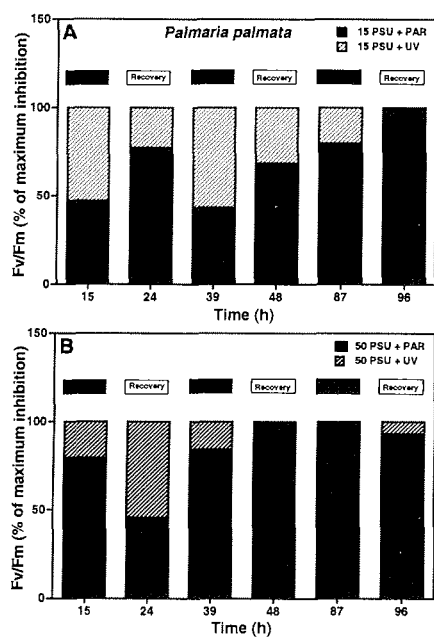 A
Palmaria palmata
15 PSU + PAR
15 PSU + UV
Recovery
Recovery
Recovery
150
100
50
0
Fv/Fm (% of maximum inhibition)
15 24 39 48 87 96
Time (h)
B
50 PSU + PAR
50 PSU + UV
Recovery
Recovery
Recovery
150
100
50
0
Fv/Fm (% of maximum inhibition)
15 24 39 48 87 96
Time (h)